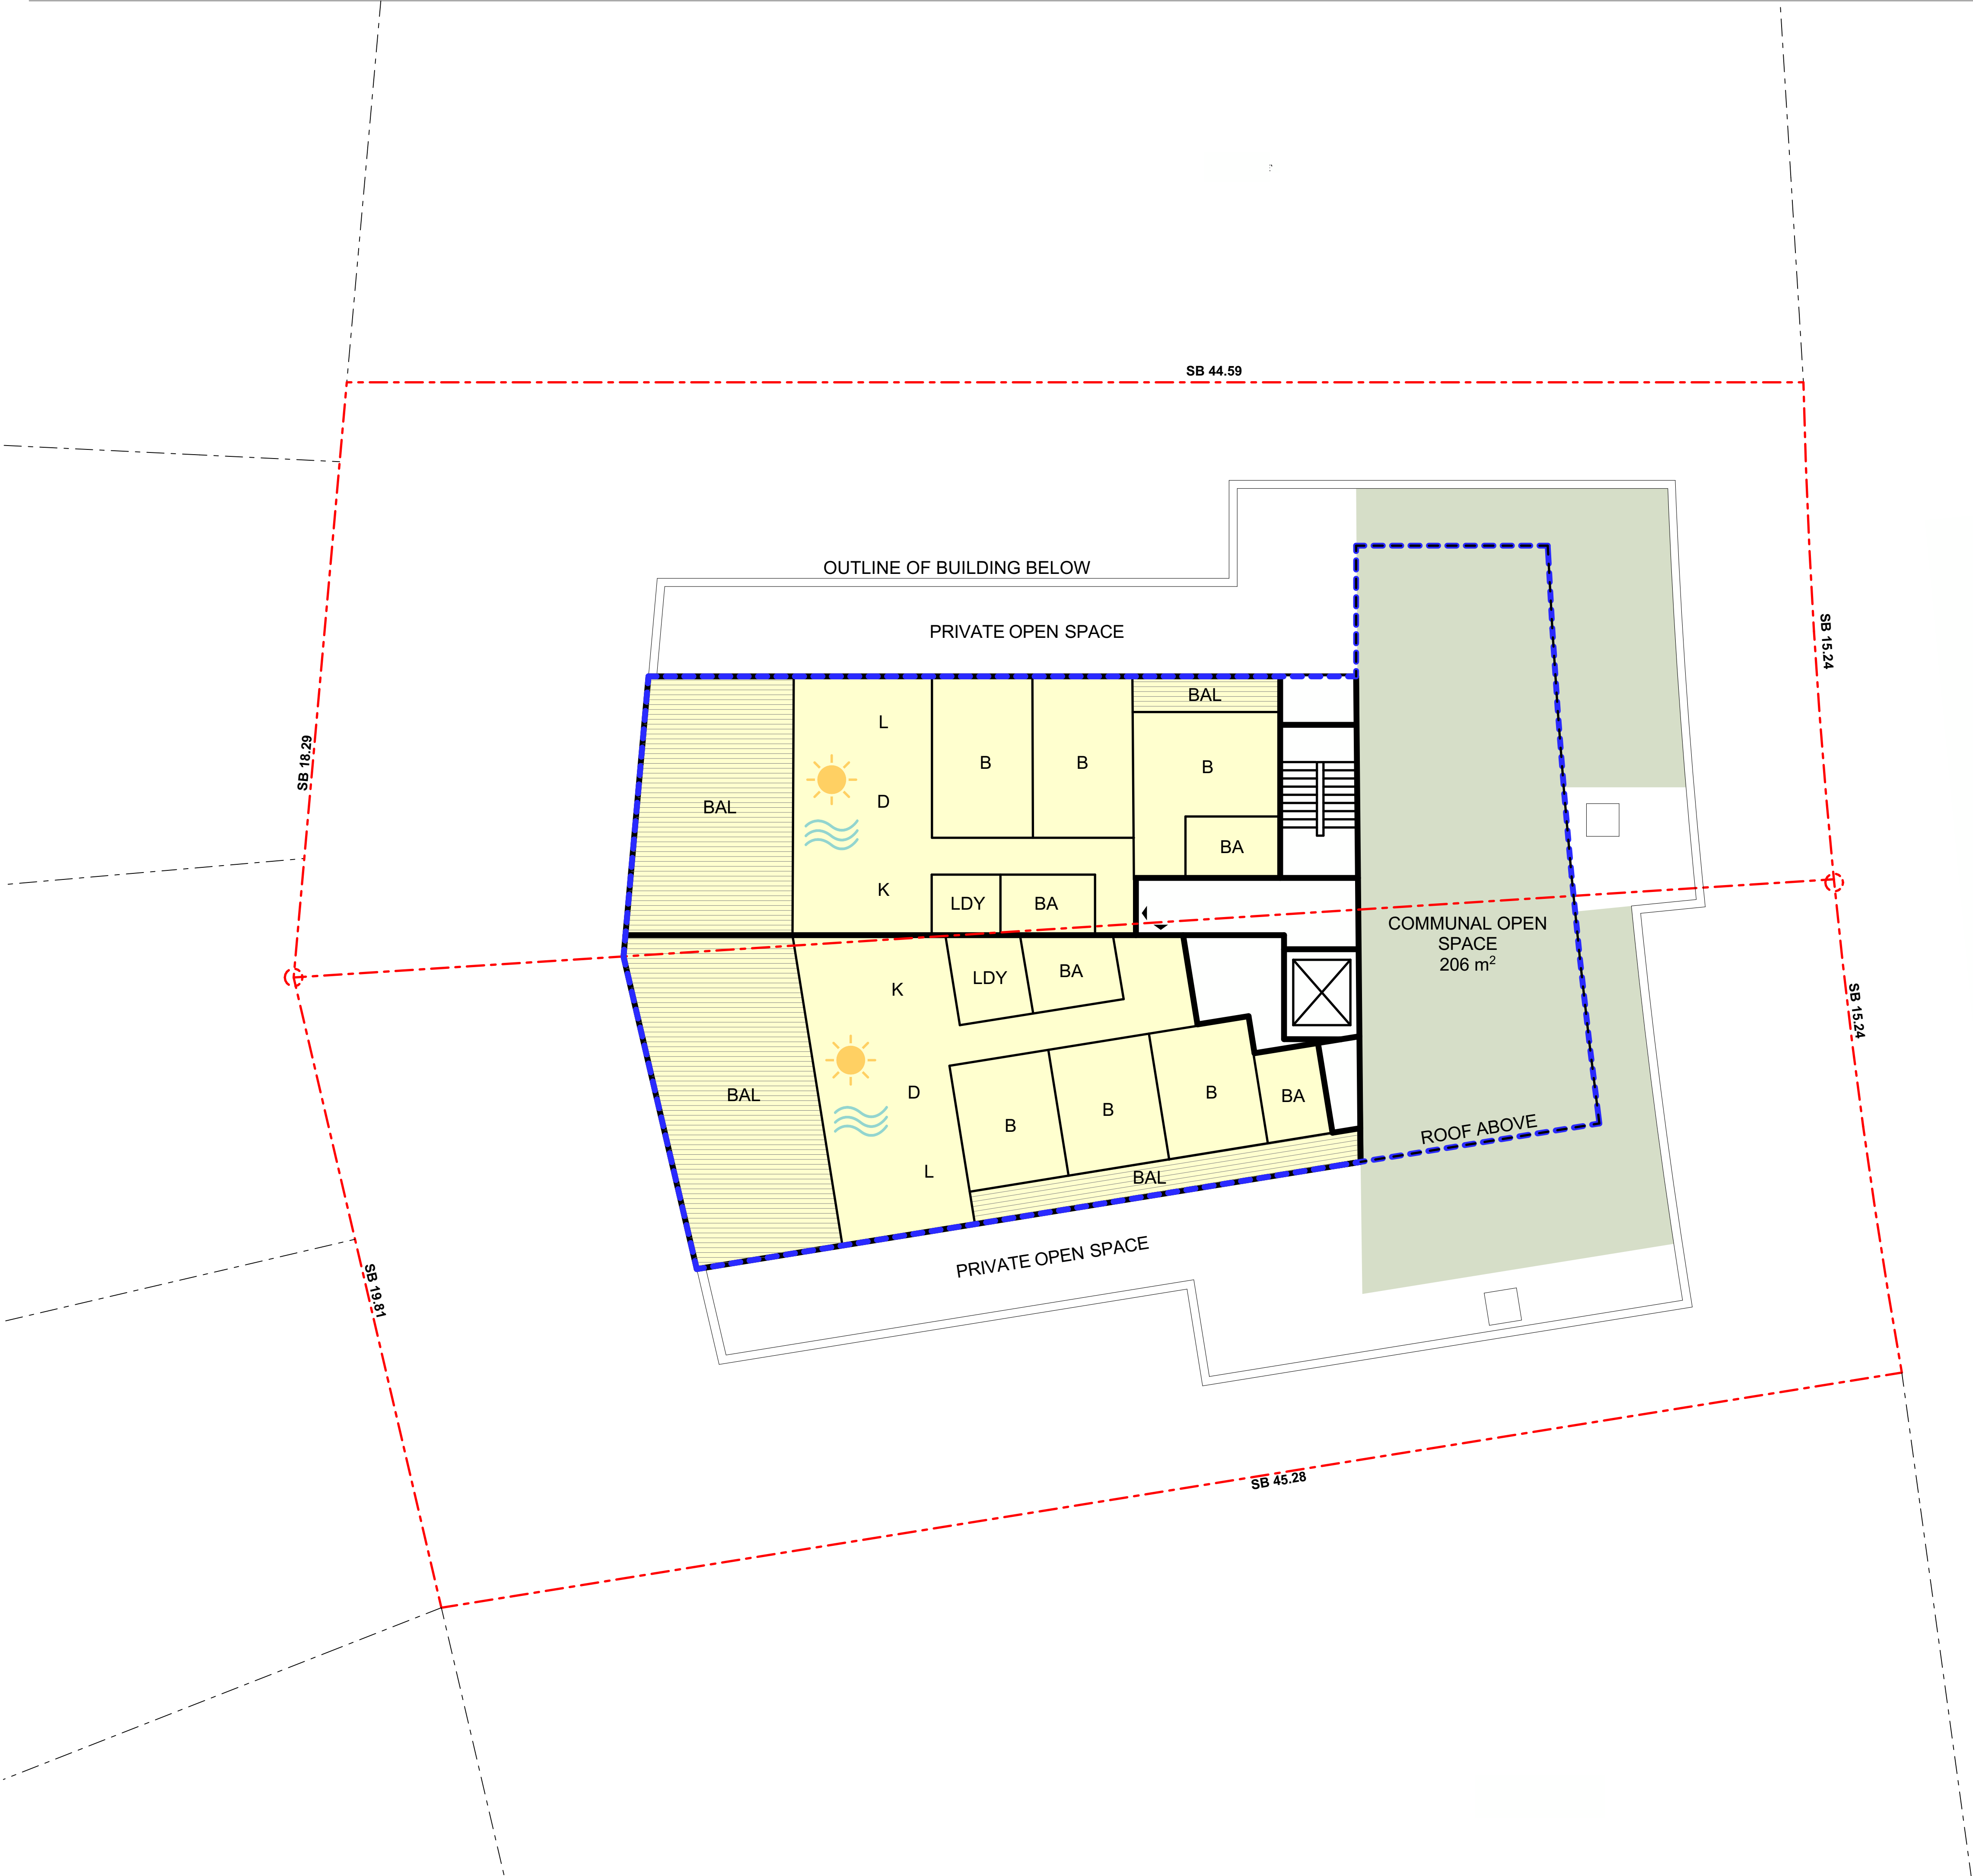 SB 44.59
OUTLINE OF BUILDING BELOW
PRIVATE OPEN SPACE
SB 15.24
SB 18.29
BAL
L
B
B
B
D
BAL
BA
K
LDY
BA
COMMUNAL OPEN
SPACE
206 m²
SB 15.24
K
LDY
BA
BAL
D
B
B
B
BA
ROOF ABOVE
L
BAL
PRIVATE OPEN SPACE
SB 19.81
SB 45.28